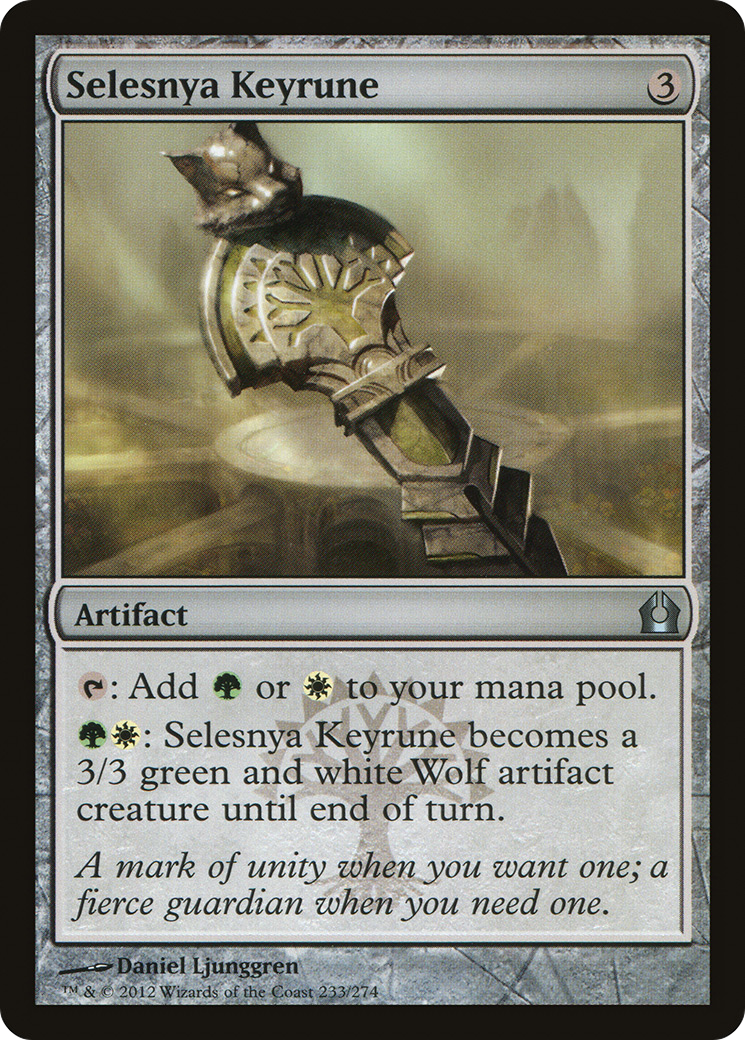 Selesnya Keyrune 3
Artifact
: Add or to your mana pool.
: Selesnya Keyrune becomes a
3/3 green and white Wolf artifact
creature until end of turn.
A mark of unity when you want one; a
fierce guardian when you need one.
Daniel Ljunggren
™ & © 2012 Wizards of the Coast 233/274